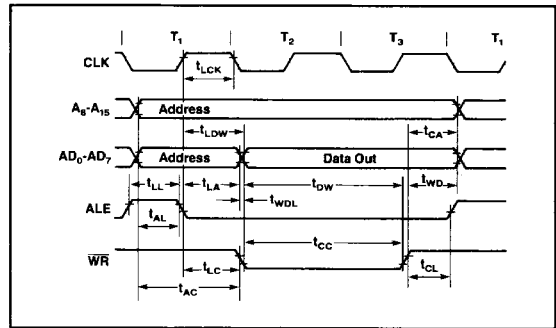 T₁ T₂ T₃ T₁
CLK
tLCK
A₈-A₁₅ Address
tLDW tCA
AD₀-AD₇ Address Data Out
tLL tLA tDW tWD
tWDL
ALE
tAL
tCC
WR
tLC tCL
tAC